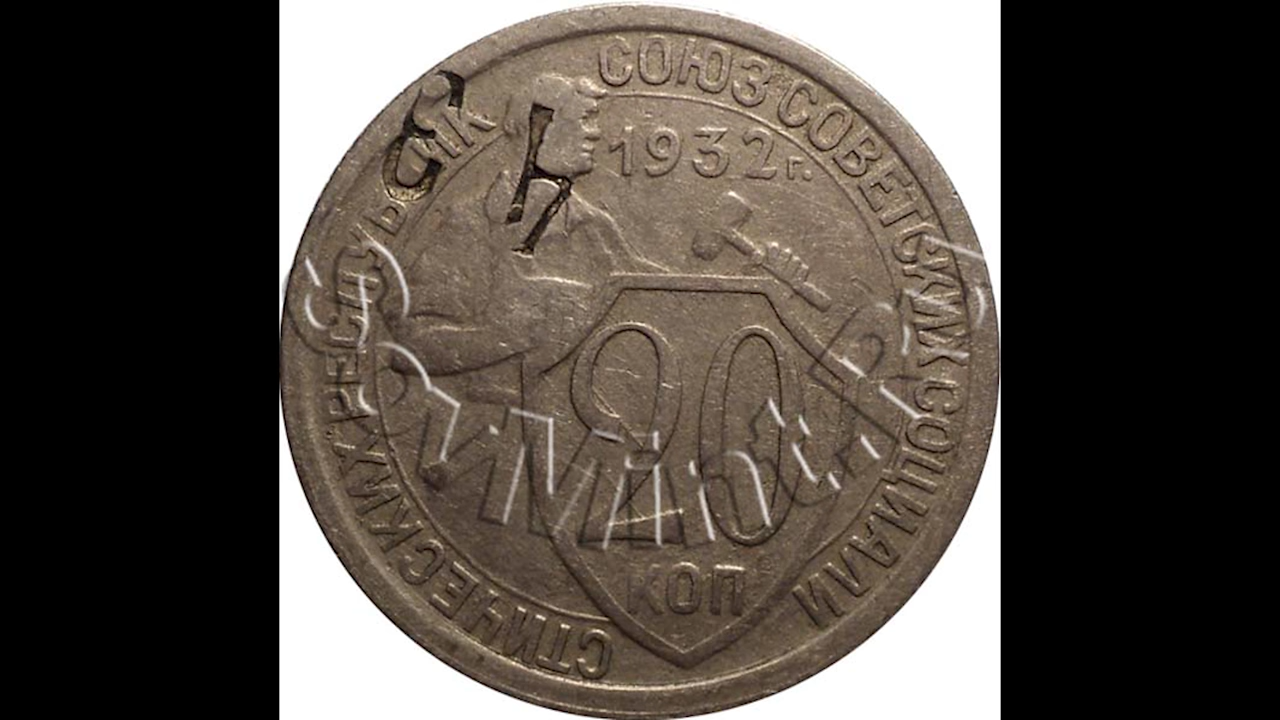 СОЮЗ СОВЕТСКИХ СОЦИАЛИ
СТИЧЕСКИХ РЕСПУБЛИК
1932 г.
20
КОП